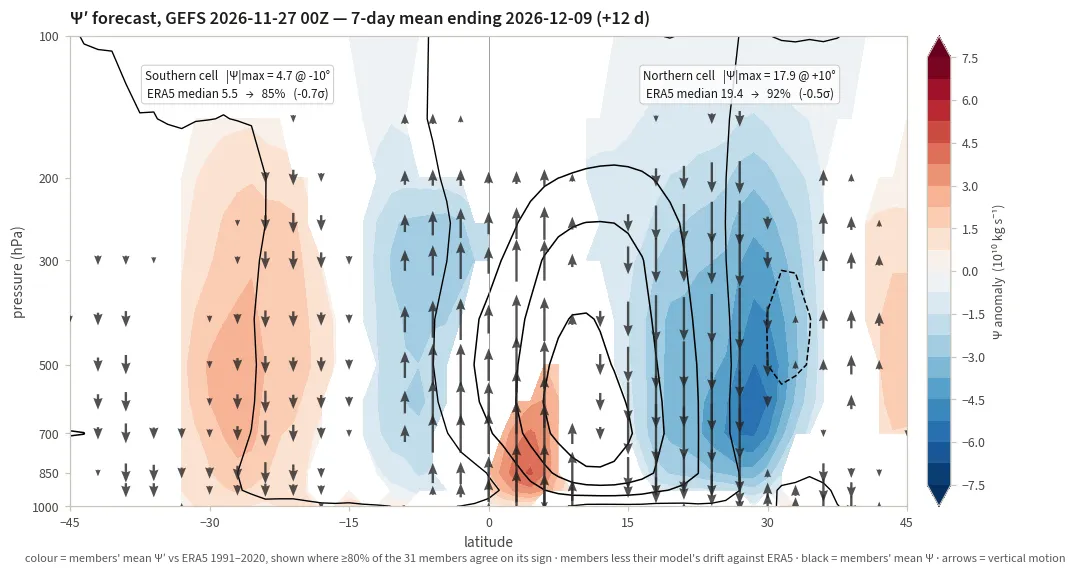 Ψ′ forecast, GEFS 2026-11-27 00Z — 7-day mean ending 2026-12-09 (+12 d)
Southern cell |Ψ|max = 4.7 @ -10°
ERA5 median 5.5 → 85% (-0.7σ)
Northern cell |Ψ|max = 17.9 @ +10°
ERA5 median 19.4 → 92% (-0.5σ)
100
200
300
400
500
700
850
1000
pressure (hPa)
−45 −30 −15 0 15 30 45
latitude
7.5
6.0
4.5
3.0
1.5
0.0
−1.5
−3.0
−4.5
−6.0
−7.5
Ψ anomaly (10¹⁰ kg s⁻¹)
colour = members' mean Ψ′ vs ERA5 1991–2020, shown where ≥80% of the 31 members agree on its sign · members less their model's drift against ERA5 · black = members' mean Ψ · arrows = vertical motion